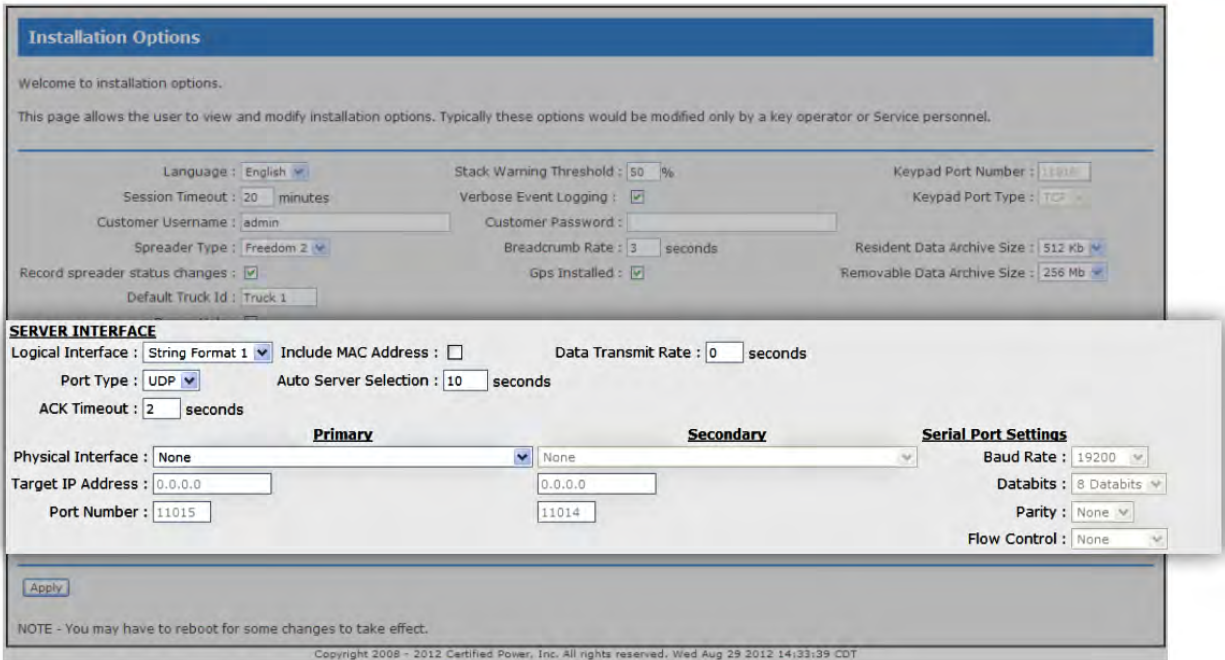 Installation Options
Welcome to installation options.
This page allows the user to view and modify installation options. Typically these options would be modified only by a key operator or Service personnel.
Language : English Stack Warning Threshold : 50 % Keypad Port Number : 11016
Session Timeout : 20 minutes Verbose Event Logging : Keypad Port Type : TCP
Customer Username : admin Customer Password :
Spreader Type : Freedom 2 Breadcrumb Rate : 3 seconds Resident Data Archive Size : 512 Kb
Record spreader status changes : Gps Installed : Removable Data Archive Size : 256 Mb
Default Truck Id : Truck 1
SERVER INTERFACE
Logical Interface : String Format 1 Include MAC Address : Data Transmit Rate : 0 seconds
Port Type : UDP Auto Server Selection : 10 seconds
ACK Timeout : 2 seconds
Primary Secondary Serial Port Settings
Physical Interface : None None Baud Rate : 19200
Target IP Address : 0.0.0.0 0.0.0.0 Databits : 8 Databits
Port Number : 11015 11014 Parity : None
Flow Control : None
Apply
NOTE - You may have to reboot for some changes to take effect.
Copyright 2008 - 2012 Certified Power, Inc. All rights reserved. Wed Aug 29 2012 14:33:39 CDT